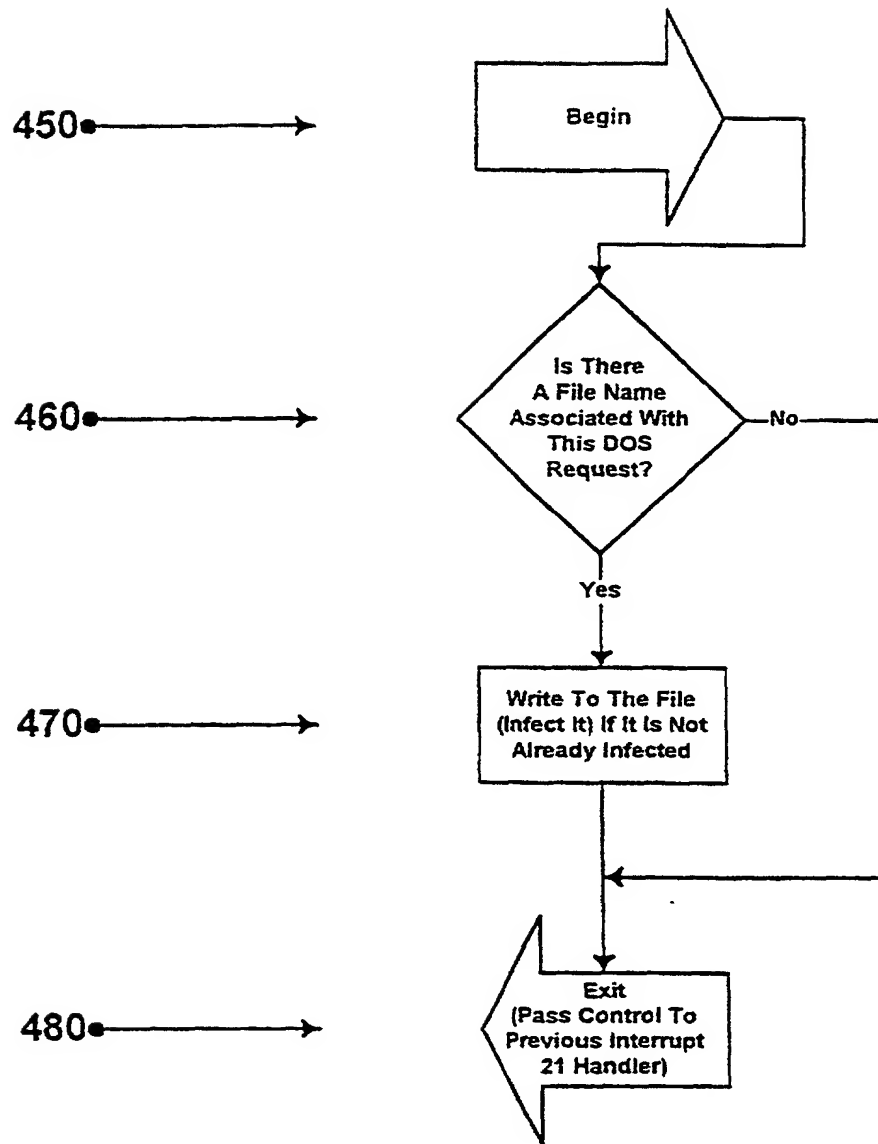 450
Begin
460
Is There
A File Name
Associated With
This DOS
Request?
No
Yes
470
Write To The File
(Infect It) If It Is Not
Already Infected
480
Exit
(Pass Control To
Previous Interrupt
21 Handler)